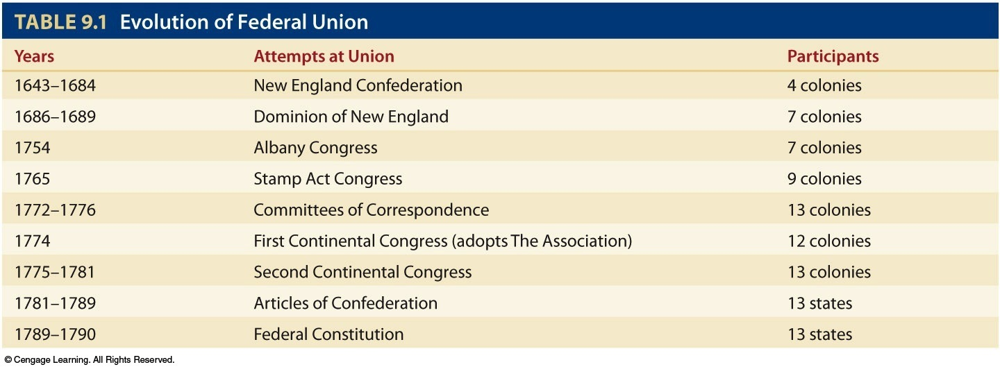 TABLE 9.1 Evolution of Federal Union
Years Attempts at Union Participants
1643–1684 New England Confederation 4 colonies
1686–1689 Dominion of New England 7 colonies
1754 Albany Congress 7 colonies
1765 Stamp Act Congress 9 colonies
1772–1776 Committees of Correspondence 13 colonies
1774 First Continental Congress (adopts The Association) 12 colonies
1775–1781 Second Continental Congress 13 colonies
1781–1789 Articles of Confederation 13 states
1789–1790 Federal Constitution 13 states
© Cengage Learning. All Rights Reserved.